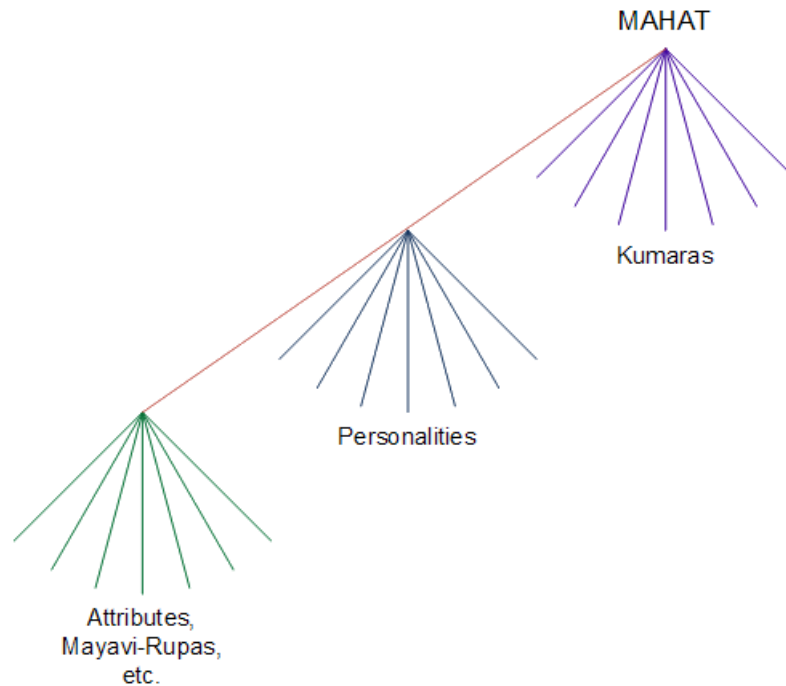 MAHAT
Kumaras
Personalities
Attributes,
Mayavi-Rupas,
etc.